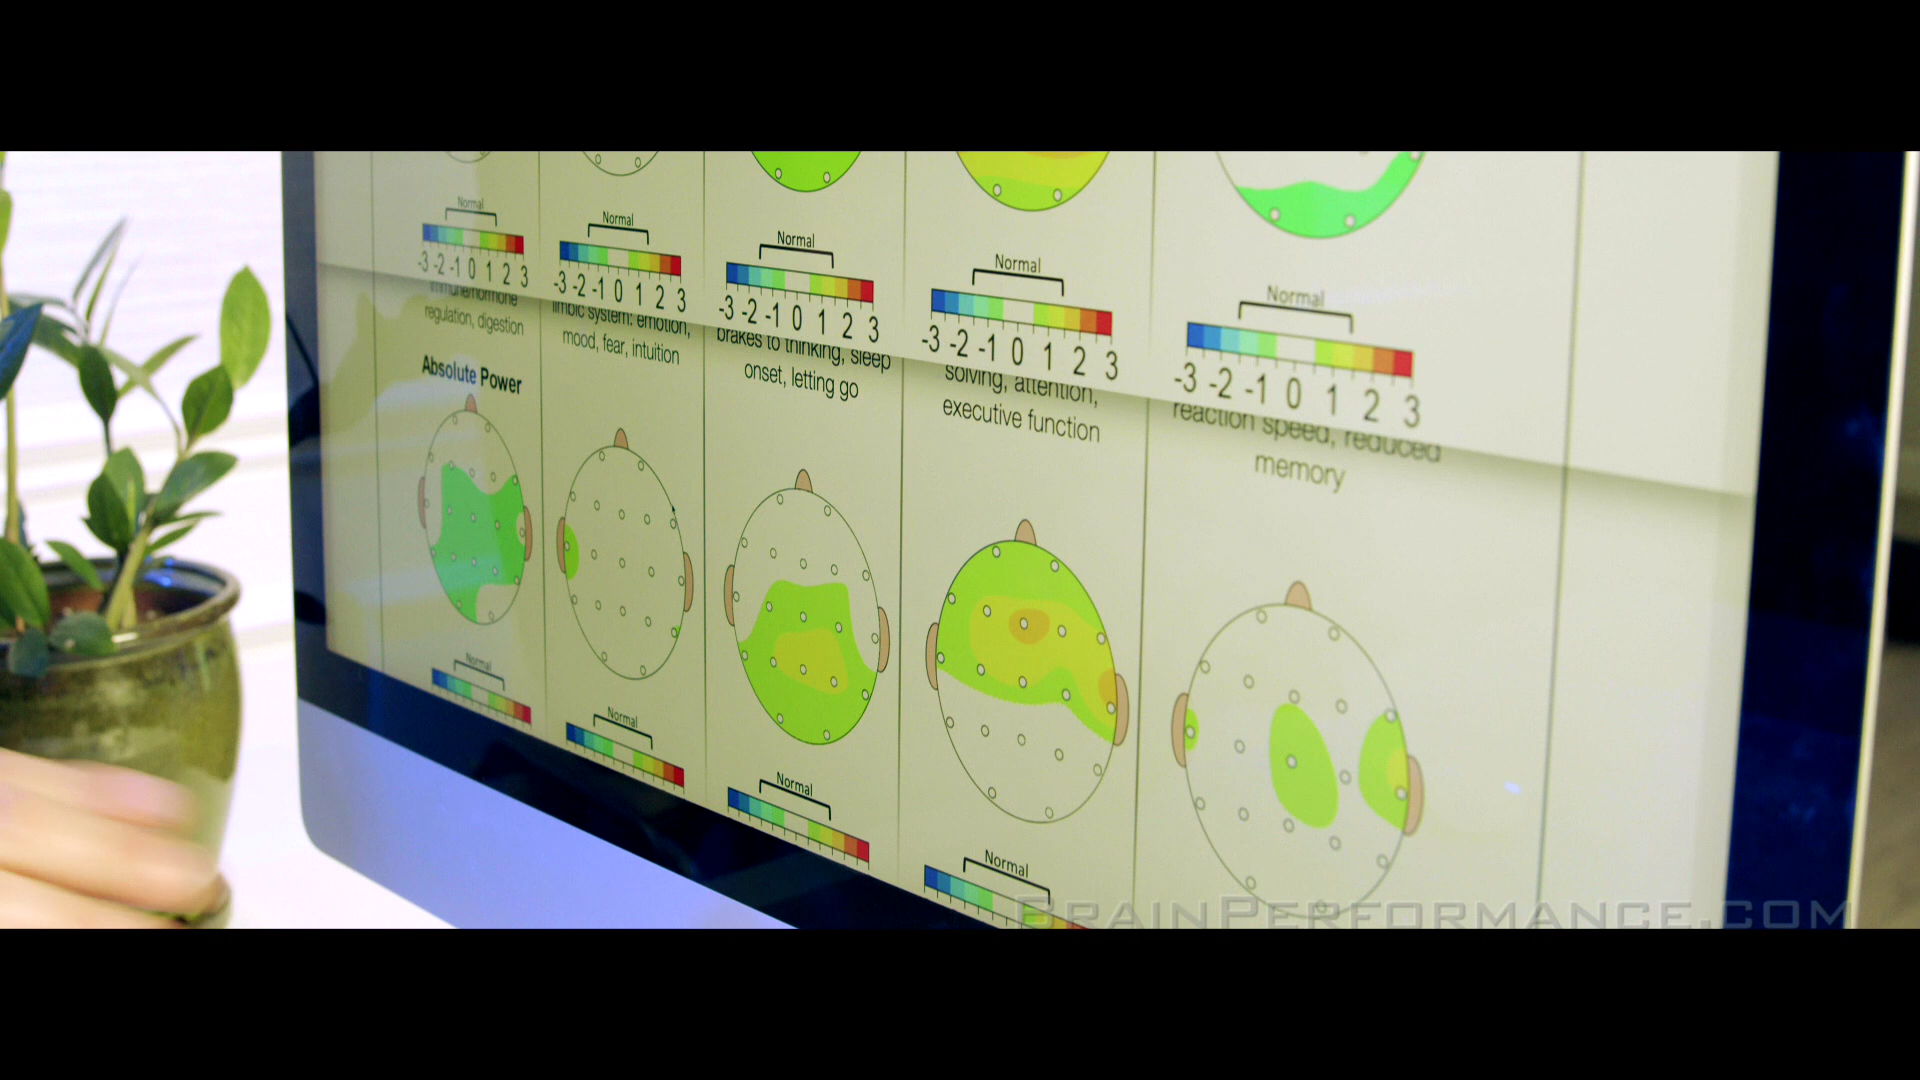 Normal
Normal
Normal
Normal
Normal
-3 -2 -1 0 1 2 3
-3 -2 -1 0 1 2 3
-3 -2 -1 0 1 2 3
-3 -2 -1 0 1 2 3
-3 -2 -1 0 1 2 3
immune/hormone
regulation, digestion
limbic system: emotion,
mood, fear, intuition
brakes to thinking, sleep
onset, letting go
solving, attention,
executive function
reaction speed, reduced
memory
Absolute Power
Normal
Normal
Normal
Normal
BRAINPERFORMANCE.COM